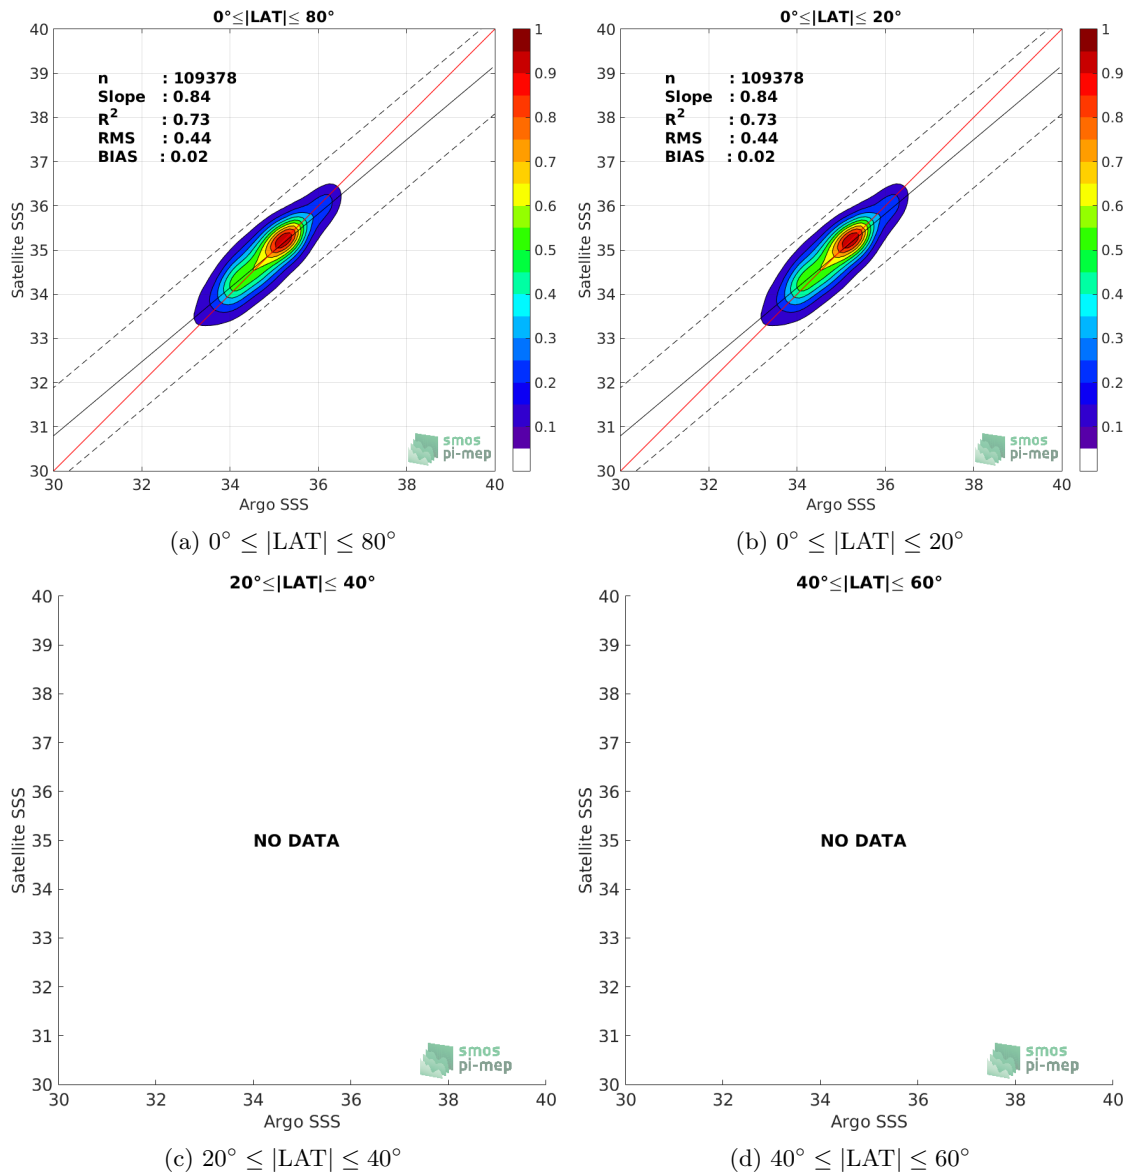 0°≤|LAT|≤ 80°
40
39
38
37
36
35
34
33
32
31
30
Satellite SSS
n : 109378
Slope : 0.84
R2 : 0.73
RMS : 0.44
BIAS : 0.02
smos
pi-mep
30 32 34 36 38 40
Argo SSS
1
0.9
0.8
0.7
0.6
0.5
0.4
0.3
0.2
0.1
(a) 0° ≤ |LAT| ≤ 80°
0°≤|LAT|≤ 20°
40
39
38
37
36
35
34
33
32
31
30
Satellite SSS
n : 109378
Slope : 0.84
R2 : 0.73
RMS : 0.44
BIAS : 0.02
smos
pi-mep
30 32 34 36 38 40
Argo SSS
1
0.9
0.8
0.7
0.6
0.5
0.4
0.3
0.2
0.1
(b) 0° ≤ |LAT| ≤ 20°
20°≤|LAT|≤ 40°
40
39
38
37
36
35
34
33
32
31
30
Satellite SSS
NO DATA
smos
pi-mep
30 32 34 36 38 40
Argo SSS
(c) 20° ≤ |LAT| ≤ 40°
40°≤|LAT|≤ 60°
40
39
38
37
36
35
34
33
32
31
30
Satellite SSS
NO DATA
smos
pi-mep
30 32 34 36 38 40
Argo SSS
(d) 40° ≤ |LAT| ≤ 60°